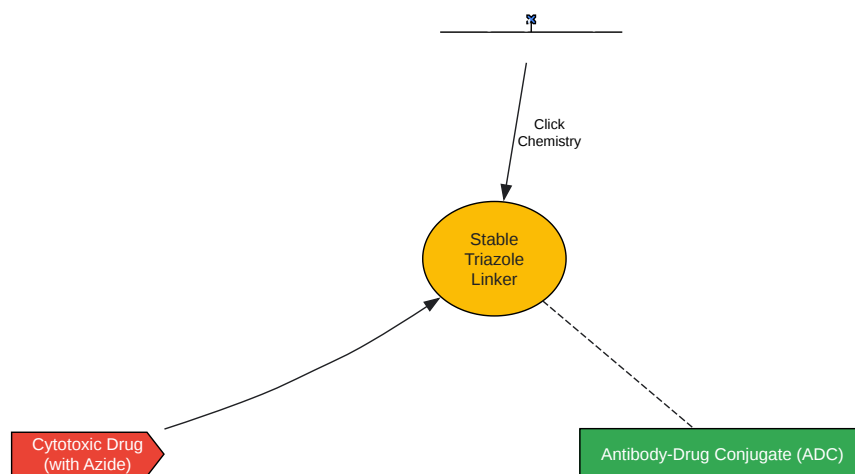 Click
Chemistry
Stable
Triazole
Linker
Cytotoxic Drug
(with Azide)
Antibody-Drug Conjugate (ADC)